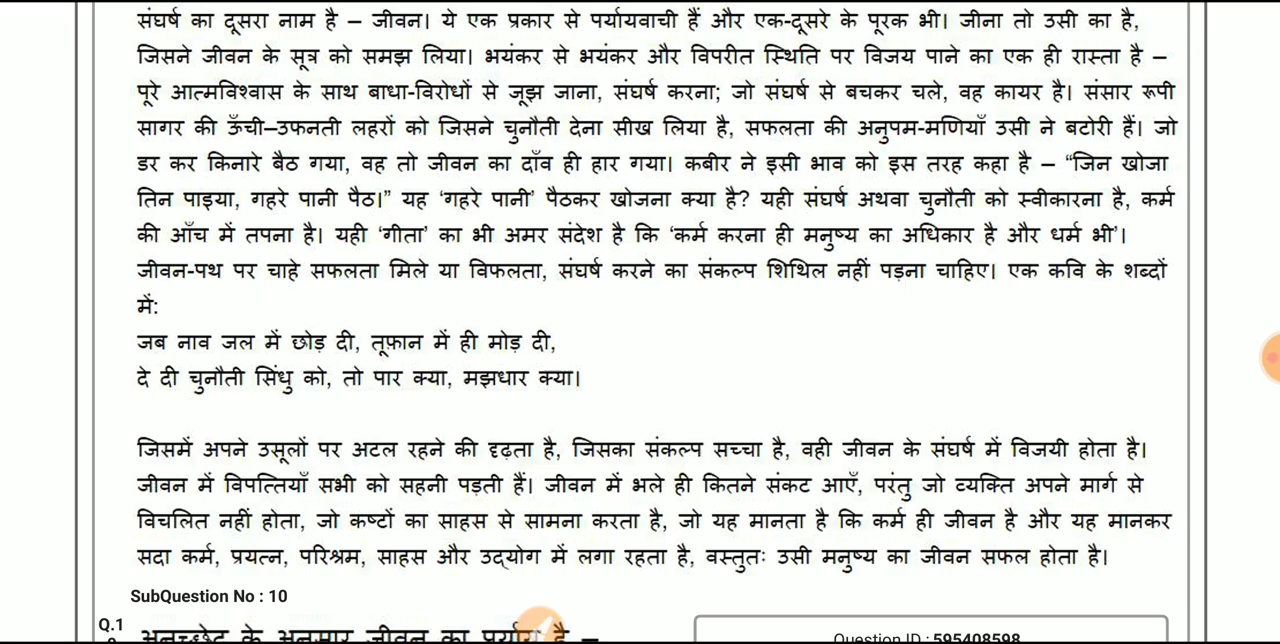 संघर्ष का दूसरा नाम है – जीवन। ये एक प्रकार से पर्यायवाची हैं और एक-दूसरे के पूरक भी। जीना तो उसी का है,
जिसने जीवन के सूत्र को समझ लिया। भयंकर से भयंकर और विपरीत स्थिति पर विजय पाने का एक ही रास्ता है –
पूरे आत्मविश्वास के साथ बाधा-विरोधों से जूझ जाना, संघर्ष करना; जो संघर्ष से बचकर चले, वह कायर है। संसार रूपी
सागर की ऊँची–उफनती लहरों को जिसने चुनौती देना सीख लिया है, सफलता की अनुपम-मणियाँ उसी ने बटोरी हैं। जो
डर कर किनारे बैठ गया, वह तो जीवन का दाँव ही हार गया। कबीर ने इसी भाव को इस तरह कहा है – “जिन खोजा
तिन पाइया, गहरे पानी पैठ।” यह ‘गहरे पानी’ पैठकर खोजना क्या है? यही संघर्ष अथवा चुनौती को स्वीकारना है, कर्म
की आँच में तपना है। यही ‘गीता’ का भी अमर संदेश है कि ‘कर्म करना ही मनुष्य का अधिकार है और धर्म भी’।
जीवन-पथ पर चाहे सफलता मिले या विफलता, संघर्ष करने का संकल्प शिथिल नहीं पड़ना चाहिए। एक कवि के शब्दों
में:
जब नाव जल में छोड़ दी, तूफ़ान में ही मोड़ दी,
दे दी चुनौती सिंधु को, तो पार क्या, मझधार क्या।
जिसमें अपने उसूलों पर अटल रहने की दृढ़ता है, जिसका संकल्प सच्चा है, वही जीवन के संघर्ष में विजयी होता है।
जीवन में विपत्तियाँ सभी को सहनी पड़ती हैं। जीवन में भले ही कितने संकट आएँ, परंतु जो व्यक्ति अपने मार्ग से
विचलित नहीं होता, जो कष्टों का साहस से सामना करता है, जो यह मानता है कि कर्म ही जीवन है और यह मानकर
सदा कर्म, प्रयत्न, परिश्रम, साहस और उद्योग में लगा रहता है, वस्तुतः उसी मनुष्य का जीवन सफल होता है।
SubQuestion No : 10
Q.1
अनुच्छेद के अनुसार जीवन का पर्याय है –
Question ID : 595408598